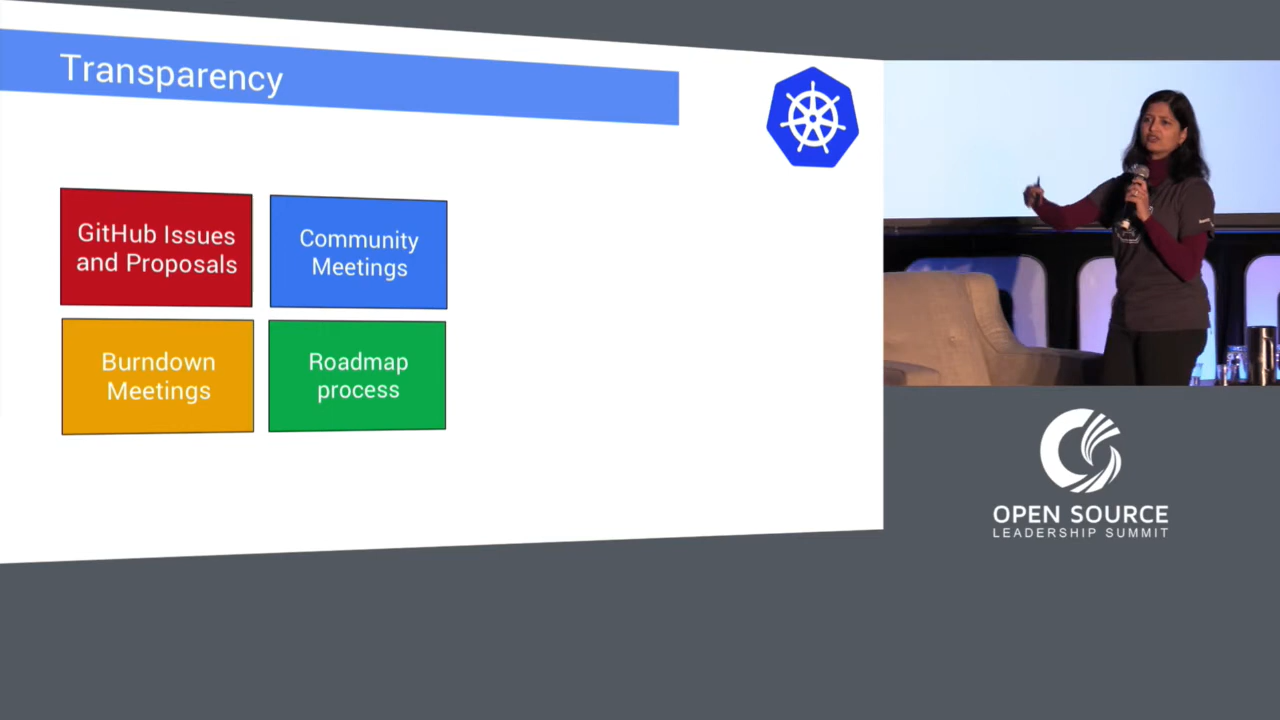 Transparency
GitHub Issues
and Proposals
Community
Meetings
Burndown
Meetings
Roadmap
process
OPEN SOURCE
LEADERSHIP SUMMIT